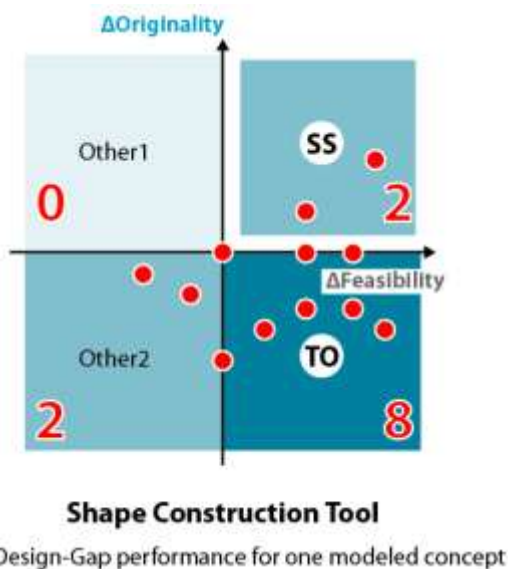 ΔOriginality
Other1
SS
0
2
ΔFeasibility
Other2
TO
2
8
Shape Construction Tool
Design-Gap performance for one modeled concept